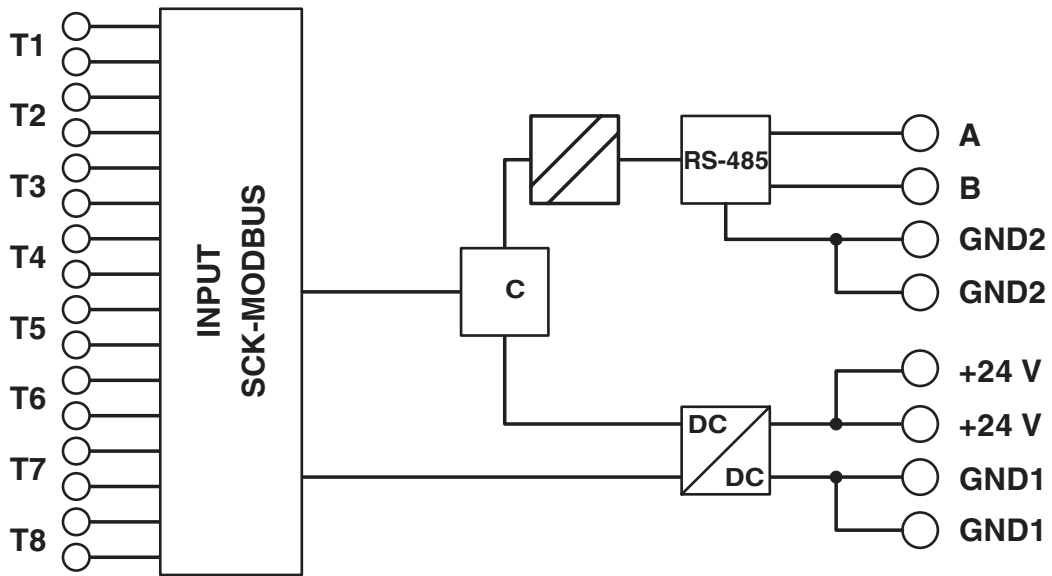 T1
T2
T3
T4
T5
T6
T7
T8
INPUT
SCK-MODBUS
C
RS-485
DC
DC
A
B
GND2
GND2
+24 V
+24 V
GND1
GND1